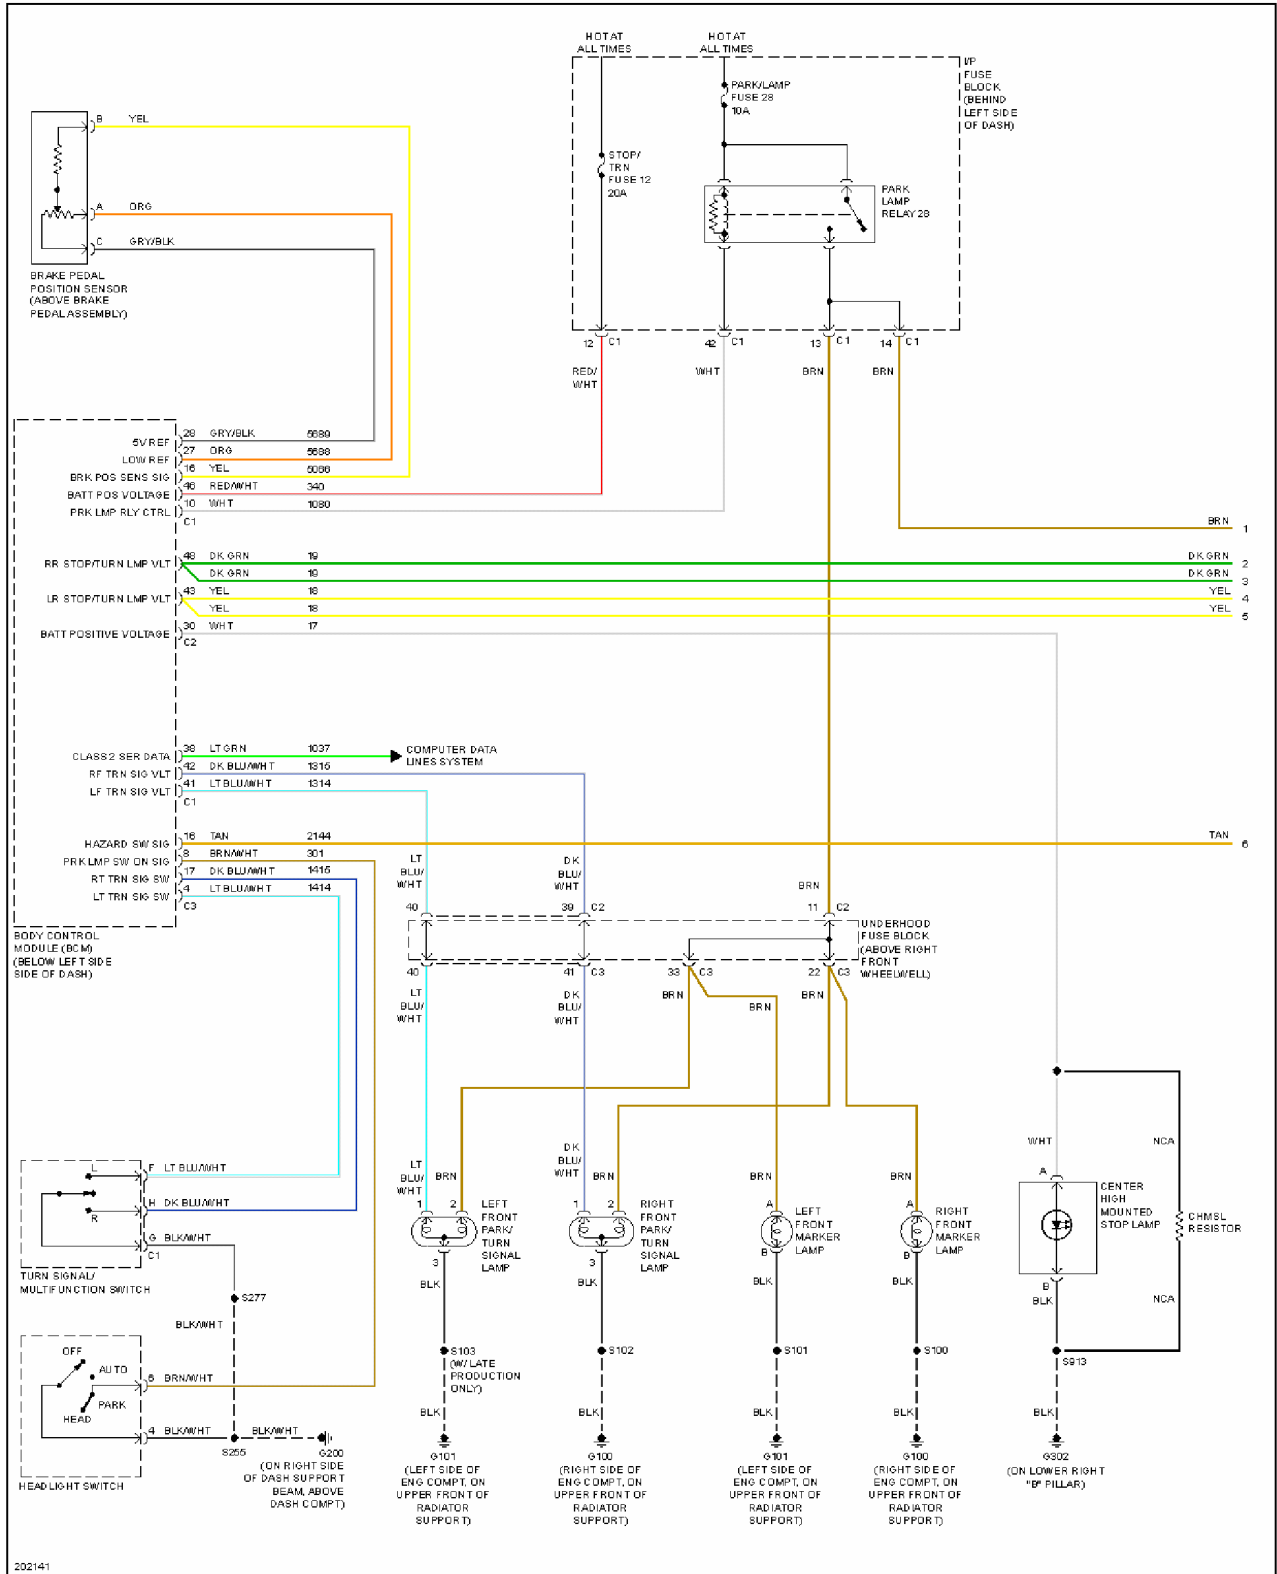 HOT AT
ALL TIMES
HOT AT
ALL TIMES
I/P
FUSE
BLOCK
(BEHIND
LEFT SIDE
OF DASH)
PARK/LAMP
FUSE 28
10A
STOP/
TRN
FUSE 12
20A
PARK
LAMP
RELAY 28
12 C1
42 C1
13 C1
14 C1
RED/
WHT
WHT
BRN
BRN
B YEL
A ORG
C GRY/BLK
BRAKE PEDAL
POSITION SENSOR
(ABOVE BRAKE
PEDAL ASSEMBLY)
5V REF 28 GRY/BLK 5689
LOW REF 27 ORG 5688
BRK POS SENS SIG 16 YEL 5066
BATT POS VOLTAGE 46 RED/WHT 340
PRK LMP RLY CTRL 10 WHT 1080
C1
BRN 1
RR STOP/TURN LMP VLT 48 DK GRN 19 DK GRN 2
DK GRN 19 DK GRN 3
LR STOP/TURN LMP VLT 43 YEL 18 YEL 4
YEL 18 YEL 5
BATT POSITIVE VOLTAGE 30 WHT 17
C2
CLASS 2 SER DATA 38 LT GRN 1037
COMPUTER DATA
LINES SYSTEM
RF TRN SIG VLT 42 DK BLU/WHT 1315
LF TRN SIG VLT 41 LT BLU/WHT 1314
C1
HAZARD SW SIG 16 TAN 2144 TAN 6
PRK LMP SW ON SIG 8 BRN/WHT 301
RT TRN SIG SW 17 DK BLU/WHT 1415
LT TRN SIG SW 4 LT BLU/WHT 1414
C3
BODY CONTROL
MODULE (BCM)
(BELOW LEFT SIDE
SIDE OF DASH)
LT
BLU/
WHT
DK
BLU/
WHT
BRN
40
39 C2
11 C2
UNDERHOOD
FUSE BLOCK
(ABOVE RIGHT
FRONT
WHEELWELL)
40
41 C3
33 C3
22 C3
LT
BLU/
WHT
DK
BLU/
WHT
BRN
BRN
BRN
WHT
NCA
LT
BLU/
WHT
BRN
DK
BLU/
WHT
BRN
BRN
BRN
1 2
LEFT
FRONT
PARK/
TURN
SIGNAL
LAMP
3
1 2
RIGHT
FRONT
PARK/
TURN
SIGNAL
LAMP
3
A
LEFT
FRONT
MARKER
LAMP
B
A
RIGHT
FRONT
MARKER
LAMP
B
A
CENTER
HIGH
MOUNTED
STOP LAMP
B
CHMSL
RESISTOR
BLK
BLK
BLK
BLK
BLK
NCA
L F LT BLU/WHT
R H DK BLU/WHT
G BLK/WHT
C1
TURN SIGNAL/
MULTIFUNCTION SWITCH
S277
BLK/WHT
OFF
AUTO
PARK
HEAD
6 BRN/WHT
4 BLK/WHT
BLK/WHT
S255
G200
(ON RIGHT SIDE
OF DASH SUPPORT
BEAM, ABOVE
DASH COMPT)
HEADLIGHT SWITCH
S103
(W/ LATE
PRODUCTION
ONLY)
S102
S101
S100
S913
BLK
BLK
BLK
BLK
BLK
G101
(LEFT SIDE OF
ENG COMPT, ON
UPPER FRONT OF
RADIATOR
SUPPORT)
G100
(RIGHT SIDE OF
ENG COMPT, ON
UPPER FRONT OF
RADIATOR
SUPPORT)
G101
(LEFT SIDE OF
ENG COMPT, ON
UPPER FRONT OF
RADIATOR
SUPPORT)
G100
(RIGHT SIDE OF
ENG COMPT, ON
UPPER FRONT OF
RADIATOR
SUPPORT)
G302
(ON LOWER RIGHT
"B" PILLAR)
202141